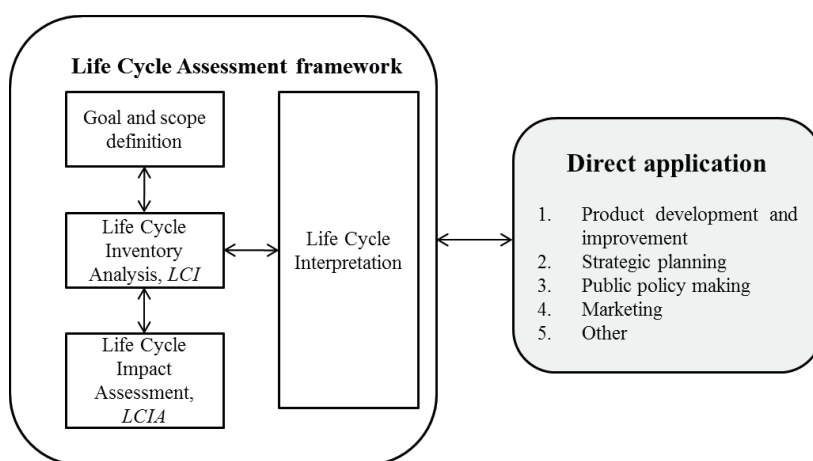 Life Cycle Assessment framework
Goal and scope
definition
Life Cycle
Inventory
Analysis, LCI
Life Cycle
Impact
Assessment,
LCIA
Life Cycle
Interpretation
Direct application
1. Product development and
improvement
2. Strategic planning
3. Public policy making
4. Marketing
5. Other